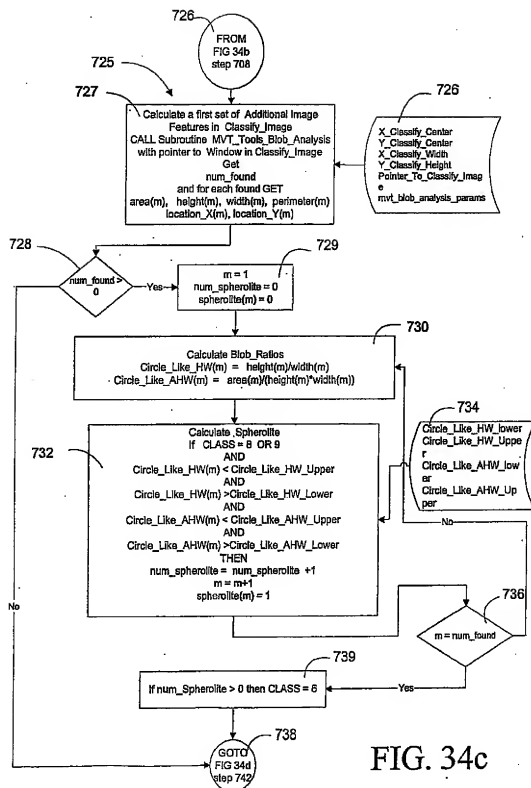 726
FROM
FIG 34b
step 708
725
727
Calculate a first set of Additional Image
Features in Classify_Image
CALL Subroutine MVT_Tools_Blob_Analysis
with pointer to Window in Classify_Image
Get
num_found
and for each found GET
area(m), height(m), width(m), perimeter(m)
location_X(m), location_Y(m)
726
X_Classify_Center
Y_Classify_Center
X_Classify_Width
Y_Classify_Height
Pointer_To_Classify_Imag
e
mvt_blob_analysis_params
728
num_found >
0
Yes
729
m = 1
num_spherolite = 0
spherolite(m) = 0
730
Calculate Blob_Ratios
Circle_Like_HW(m) = height(m)/width(m)
Circle_Like_AHW(m) = area(m)/(height(m)*width(m))
732
Calculate Spherolite
If CLASS = 8 OR 9
AND
Circle_Like_HW(m) < Circle_Like_HW_Upper
AND
Circle_Like_HW(m) >Circle_Like_HW_Lower
AND
Circle_Like_AHW(m) < Circle_Like_AHW_Upper
AND
Circle_Like_AHW(m) >Circle_Like_AHW_Lower
THEN
num_spherolite = num_spherolite +1
m = m+1
spherolite(m) = 1
734
Circle_Like_HW_lower
Circle_Like_HW_Uppe
r
Circle_Like_AHW_low
er
Circle_Like_AHW_Up
per
No
736
m = num_found
Yes
No
739
If num_Spherolite > 0 then CLASS = 6
738
GOTO
FIG 34d
step 742
FIG. 34c